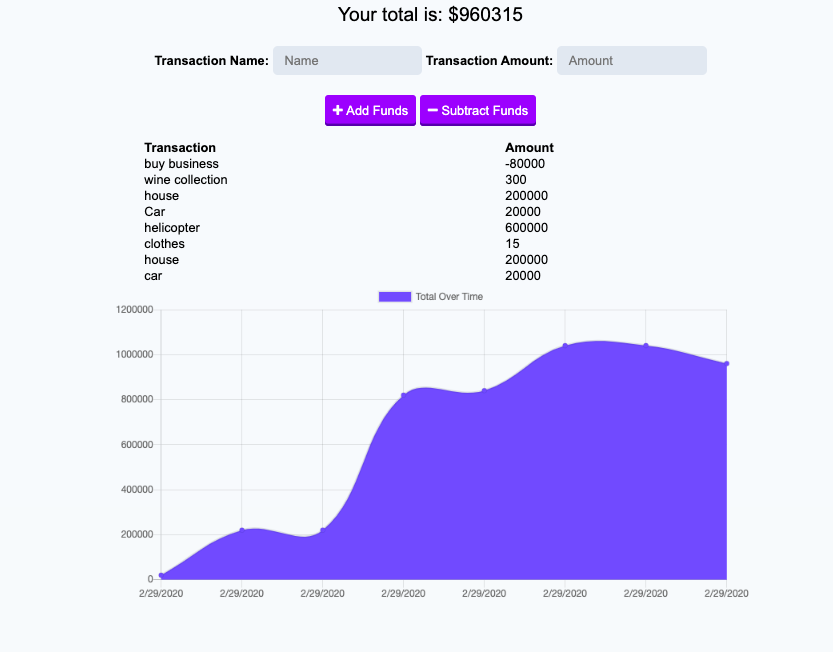 Your total is: $960315
Transaction Name: Name Transaction Amount: Amount
+ Add Funds − Subtract Funds
Transaction Amount
buy business -80000
wine collection 300
house 200000
Car 20000
helicopter 600000
clothes 15
house 200000
car 20000
Total Over Time
1200000
1000000
800000
600000
400000
200000
0
2/29/2020 2/29/2020 2/29/2020 2/29/2020 2/29/2020 2/29/2020 2/29/2020 2/29/2020